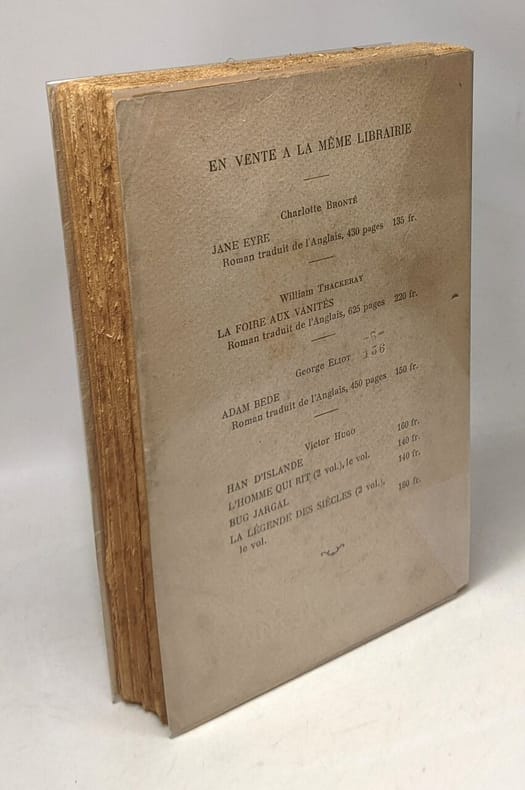 EN VENTE A LA MÊME LIBRAIRIE
Charlotte BRONTÉ
JANE EYRE
Roman traduit de l'Anglais, 430 pages 135 fr.
William THACKERAY
LA FOIRE AUX VANITÉS
Roman traduit de l'Anglais, 625 pages 220 fr.
George ELIOT
ADAM BEDE
Roman traduit de l'Anglais, 450 pages 150 fr.
Victor HUGO
HAN D'ISLANDE 160 fr.
L'HOMME QUI RIT (2 vol.), le vol. 140 fr.
BUG JARGAL 140 fr.
LA LÉGENDE DES SIÈCLES (2 vol.),
le vol. 160 fr.